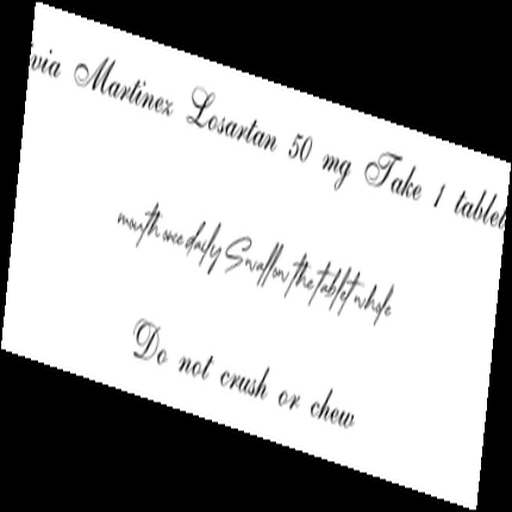 via Martinez Losartan 50 mg Take 1 tablet
mouth once daily Swallow the tablet whole
Do not crush or chew